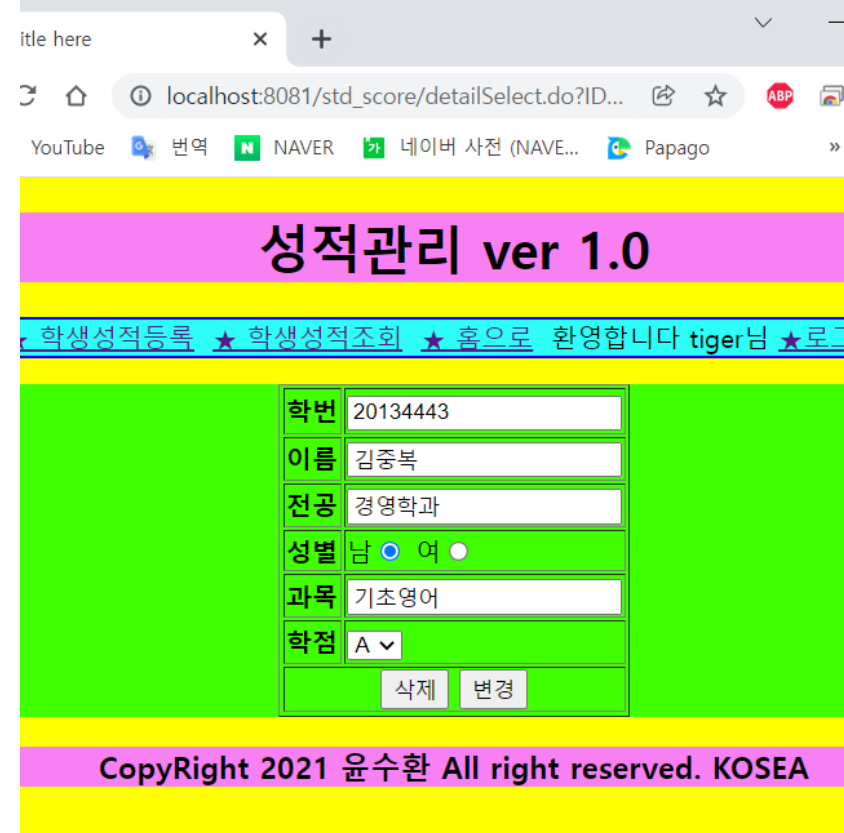 itle here
localhost:8081/std_score/detailSelect.do?ID...
ABP
YouTube 번역 N NAVER 가 네이버 사전 (NAVE... Papago »
성적관리 ver 1.0
★ 학생성적등록 ★ 학생성적조회 ★ 홈으로 환영합니다 tiger님 ★로그
학번 20134443
이름 김중복
전공 경영학과
성별 남 여
과목 기초영어
학점 A
삭제 변경
CopyRight 2021 윤수환 All right reserved. KOSEA